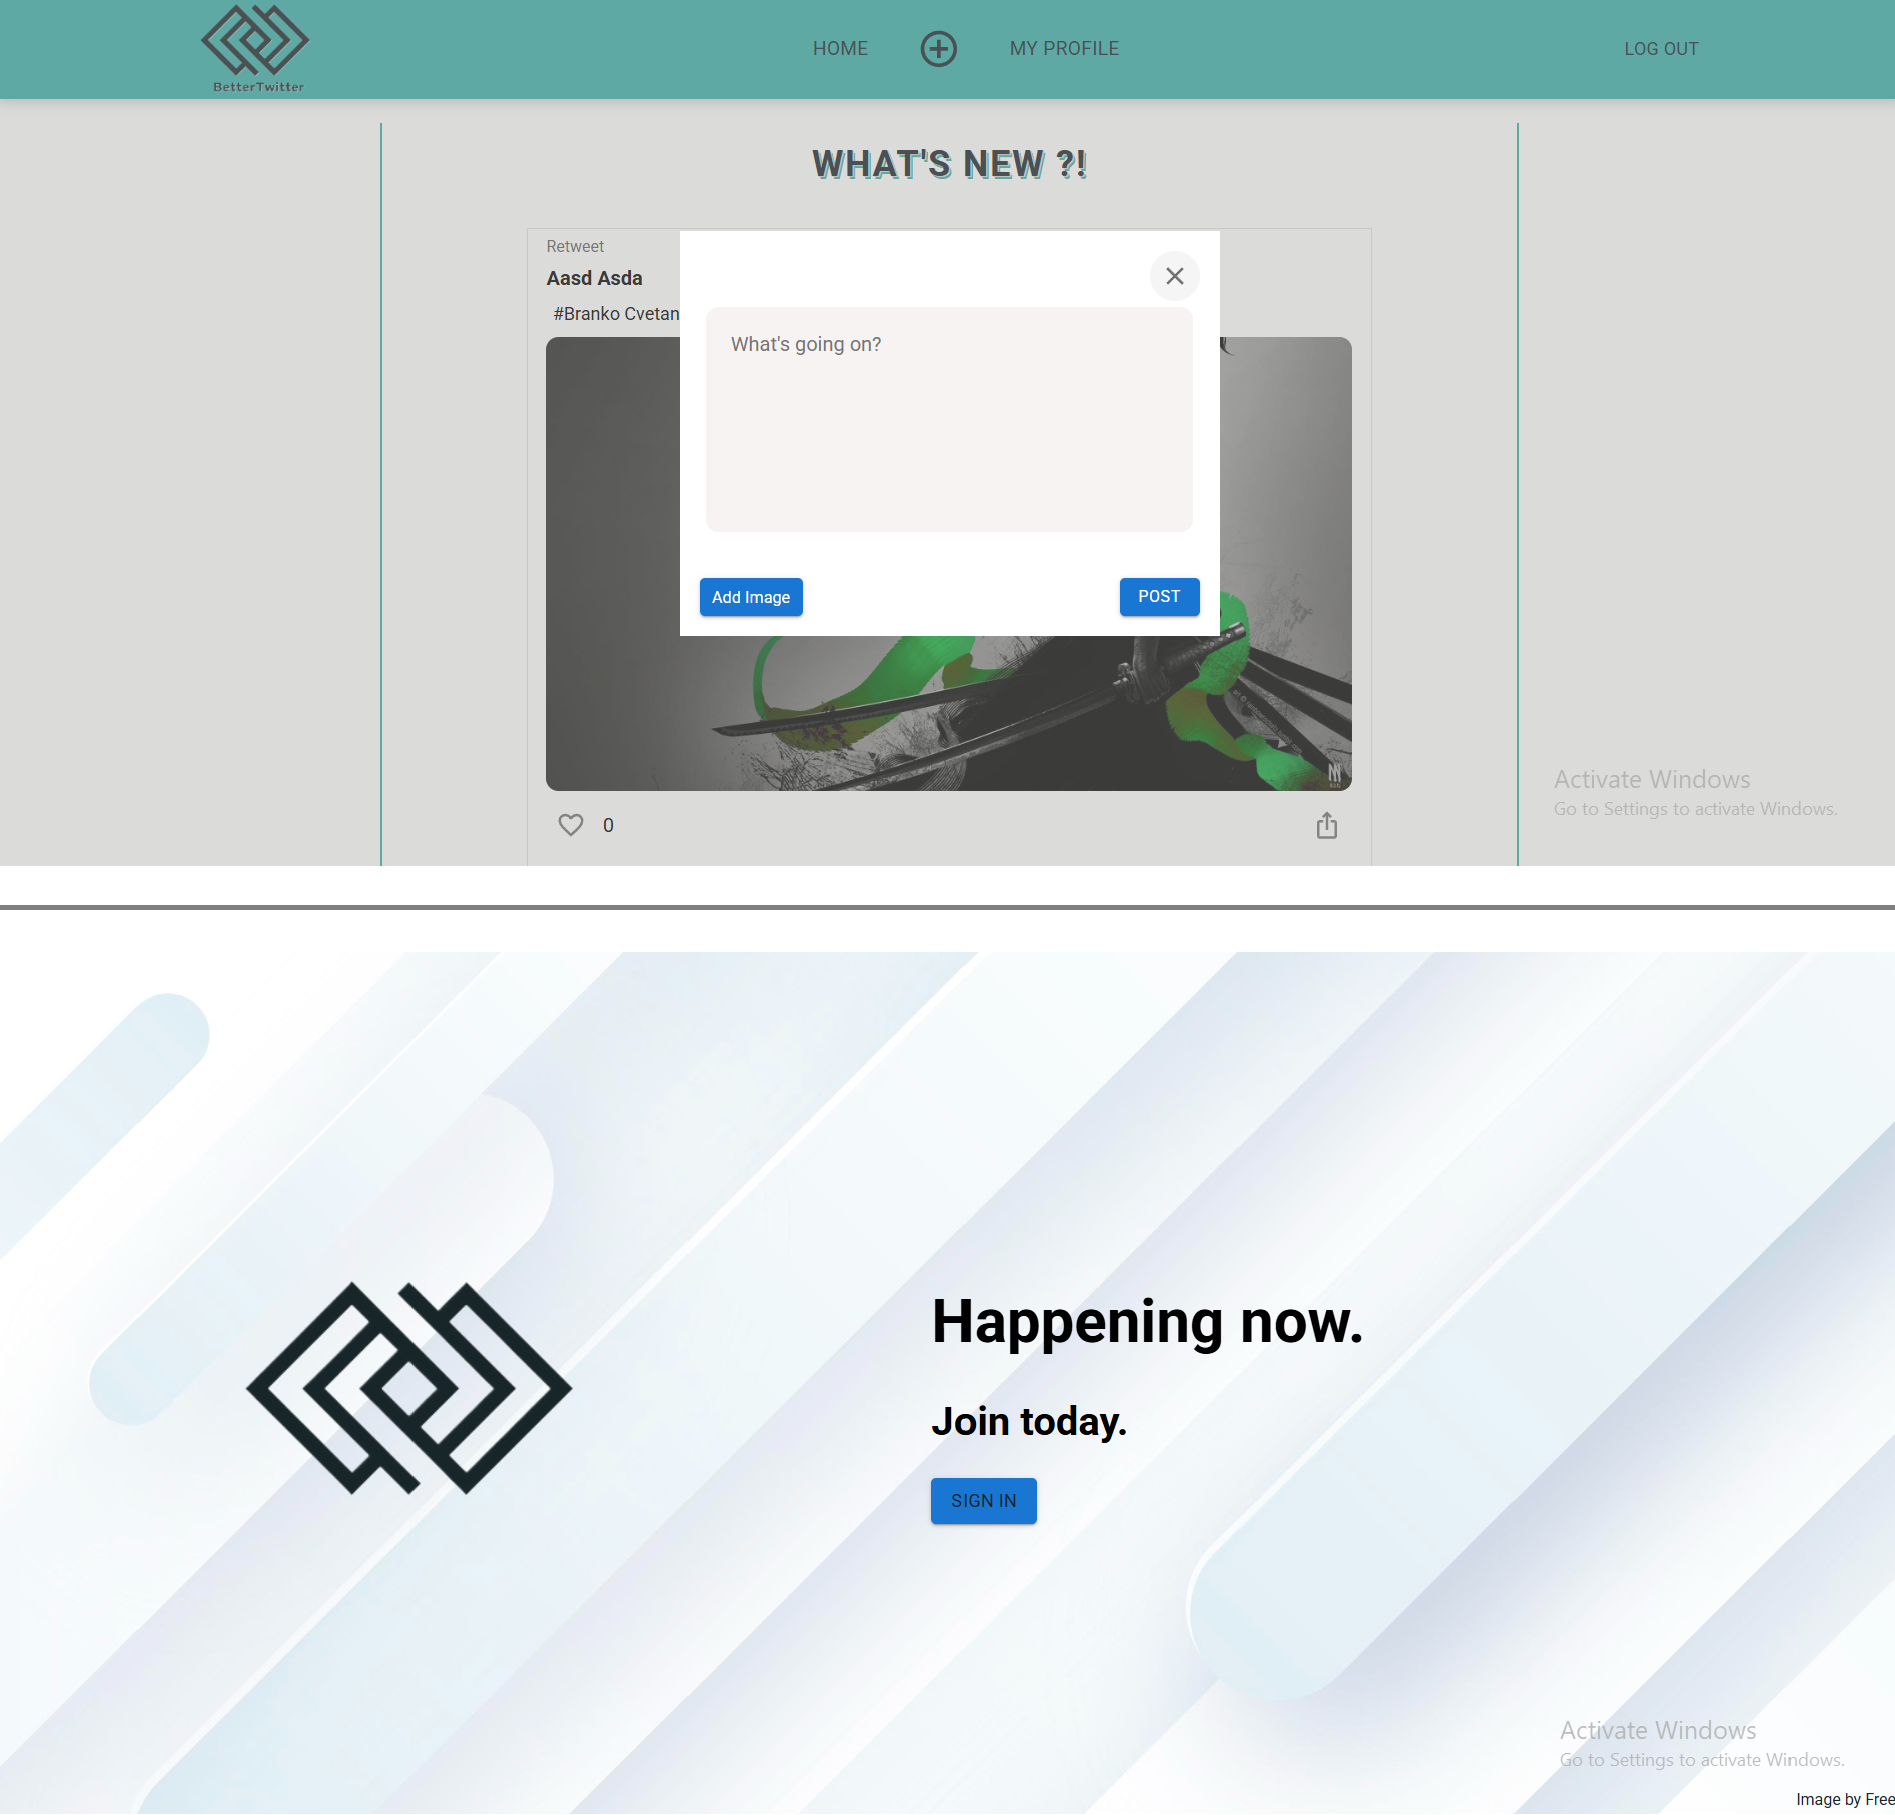 BetterTwitter
HOME
MY PROFILE
LOG OUT
WHAT'S NEW ?!
Retweet
Aasd Asda
#Branko Cvetan
What's going on?
Add Image
POST
0
Activate Windows
Go to Settings to activate Windows.
Happening now.
Join today.
SIGN IN
Activate Windows
Go to Settings to activate Windows.
Image by Free